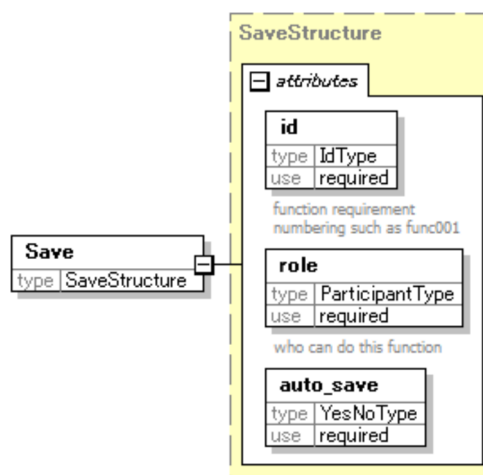 SaveStructure
attributes
id
type IdType
use required
function requirement
numbering such as func001
Save
type SaveStructure
role
type ParticipantType
use required
who can do this function
auto_save
type YesNoType
use required